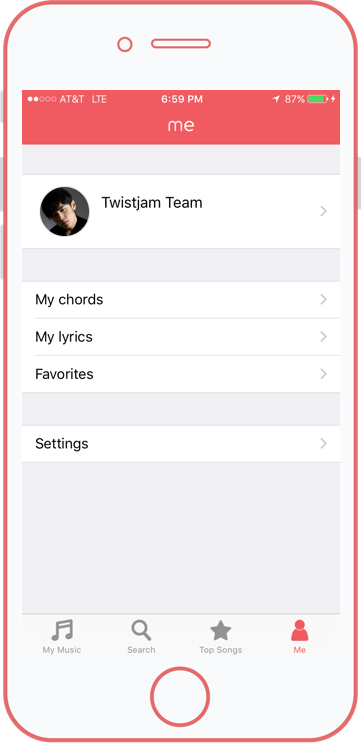 AT&T LTE 6:59 PM 87%
me
Twistjam Team
My chords
My lyrics
Favorites
Settings
My Music Search Top Songs Me